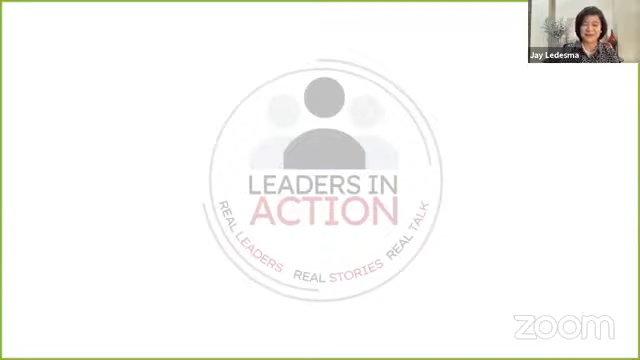 Jay Ledesma
LEADERS IN
ACTION
REAL LEADERS REAL STORIES REAL TALK
zoom